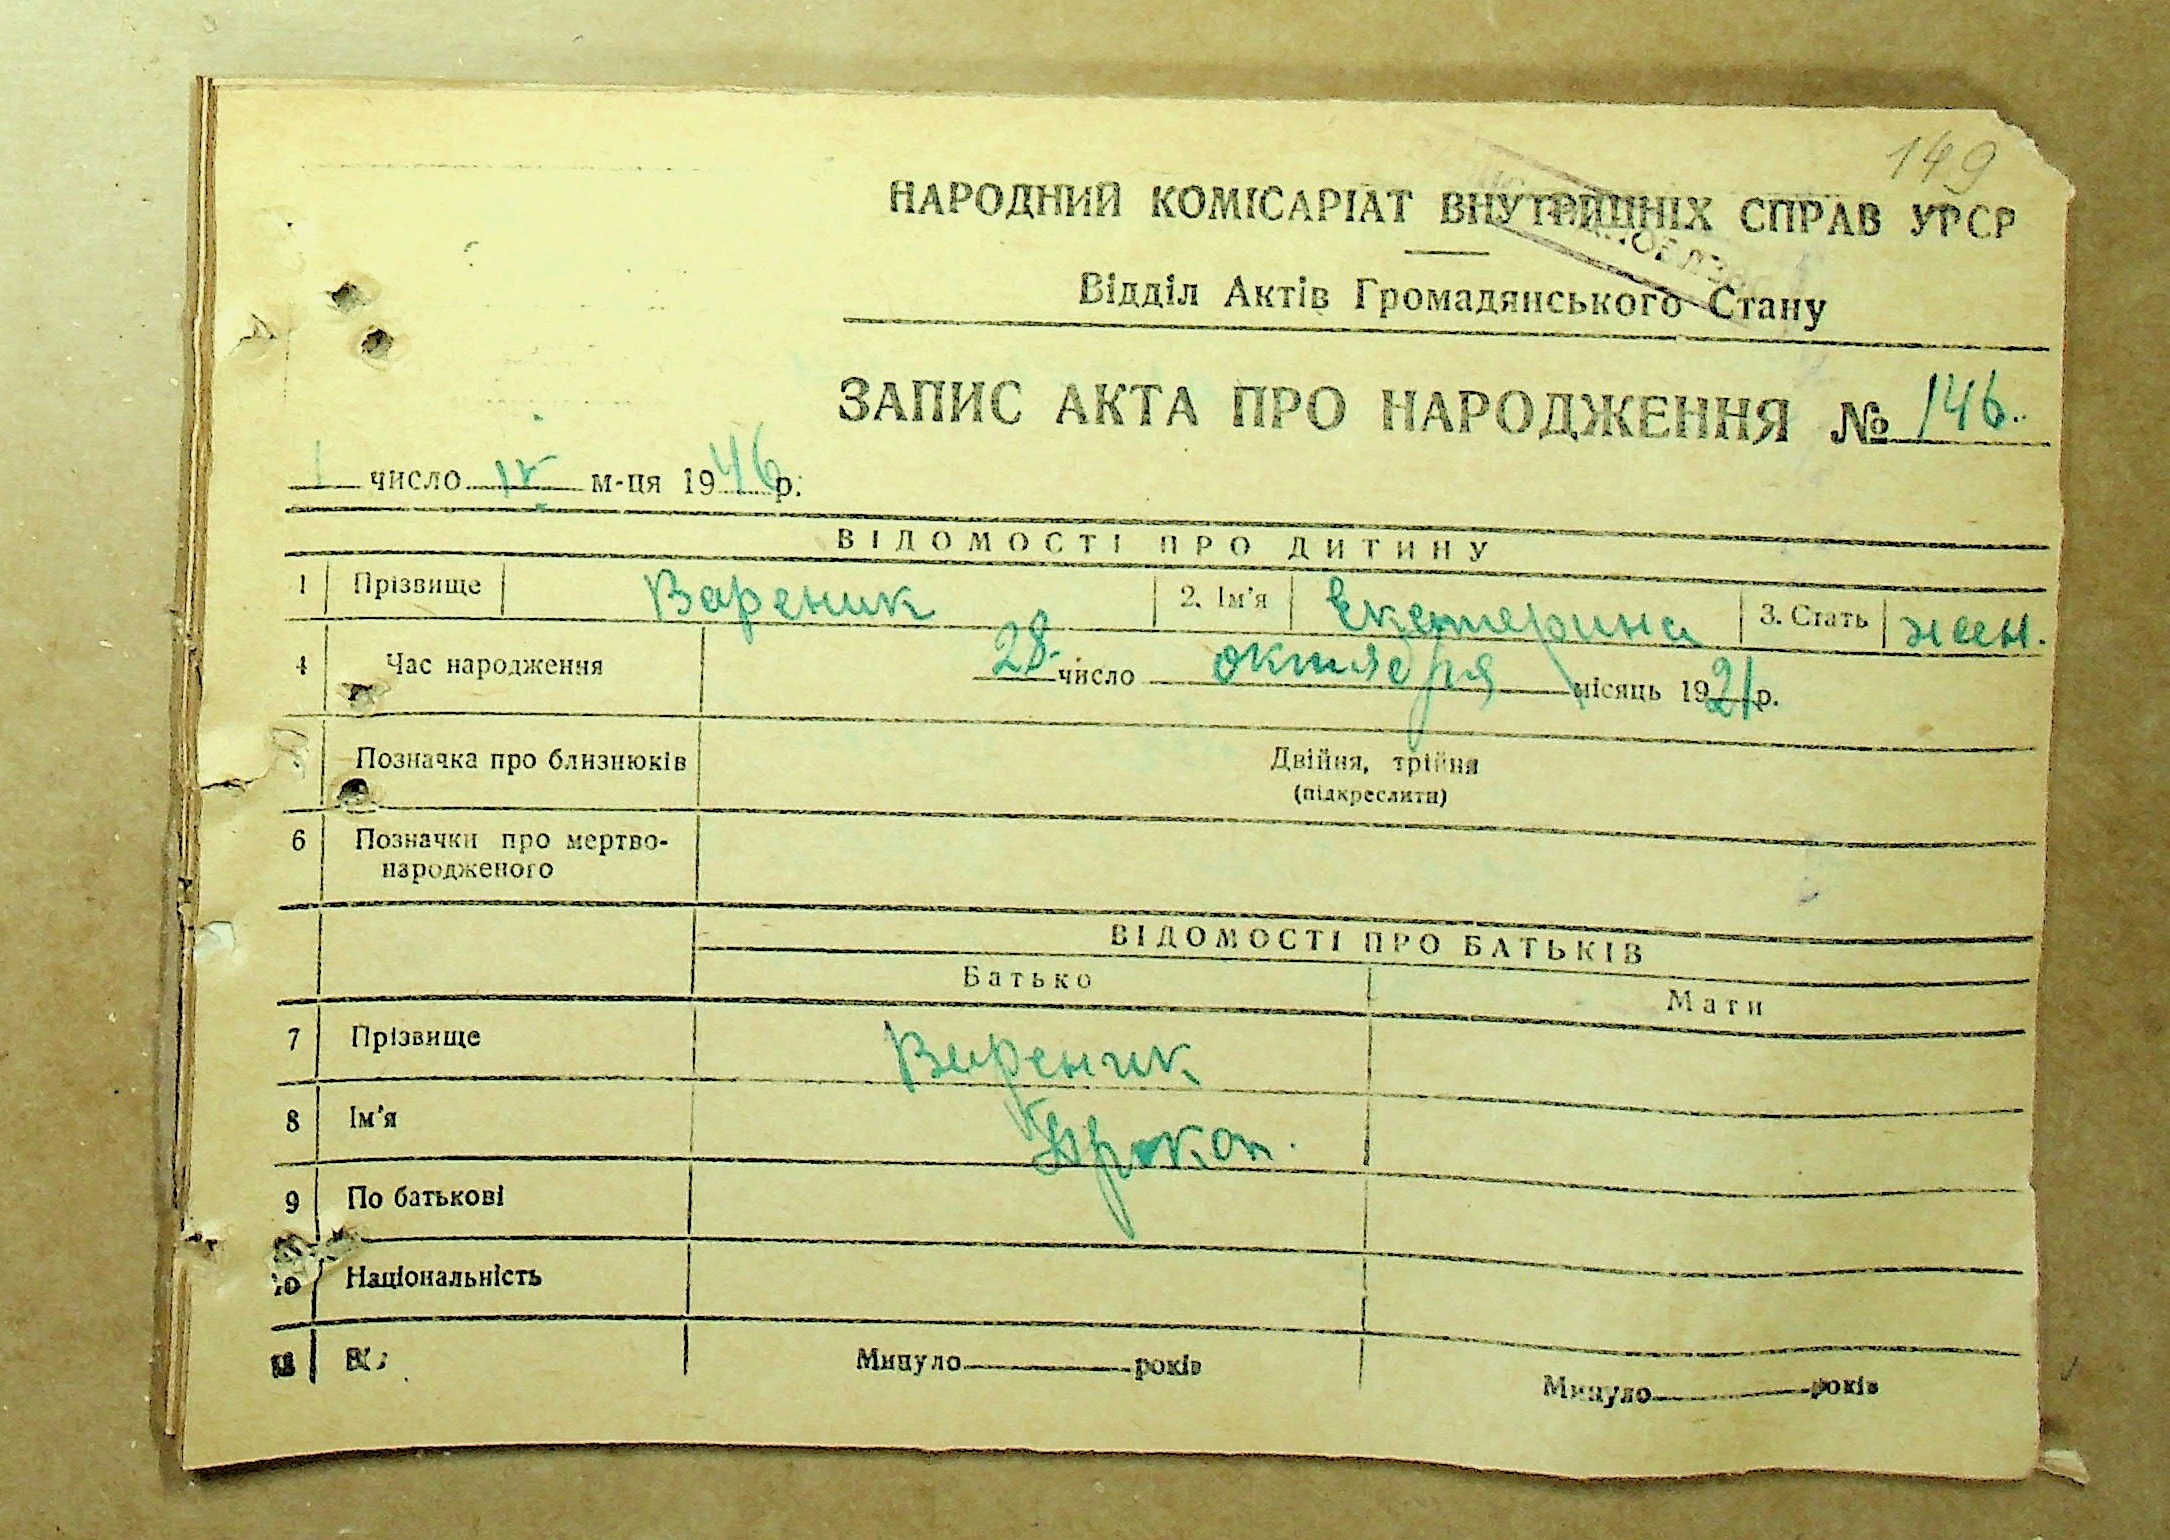 149
НАРОДНИЙ КОМІСАРІАТ ВНУТРІШНІХ СПРАВ УРСР
Відділ Актів Громадянського Стану
ЗАПИС АКТА ПРО НАРОДЖЕННЯ № 146.
1 число IV м-ця 1946 р.
ВІДОМОСТІ ПРО ДИТИНУ
1 Прізвище Вареник 2. Ім'я Екатерина 3. Стать жен.
4 Час народження 28. число октября місяць 1921 р.
Позначка про близнюків Двійня, трійня
(підкреслити)
6 Позначки про мертво-
народженого
ВІДОМОСТІ ПРО БАТЬКІВ
Батько Мати
7 Прізвище Вареник
8 Ім'я Прокоп.
9 По батькові
10 Національність
Минуло років Минуло років